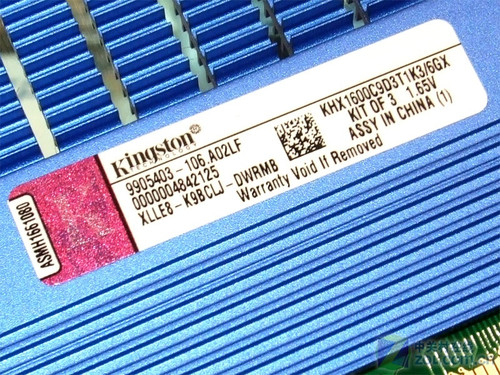 Kingston®
9905403-106.A02LF
0000004842125
XLLE8-K9BCLJ-DWRMB
Warranty Void If Removed
KHX1600C9D3T1K3/6GX
KIT OF 3 1.65V
ASSY IN CHINA (1)
ASMH1661080